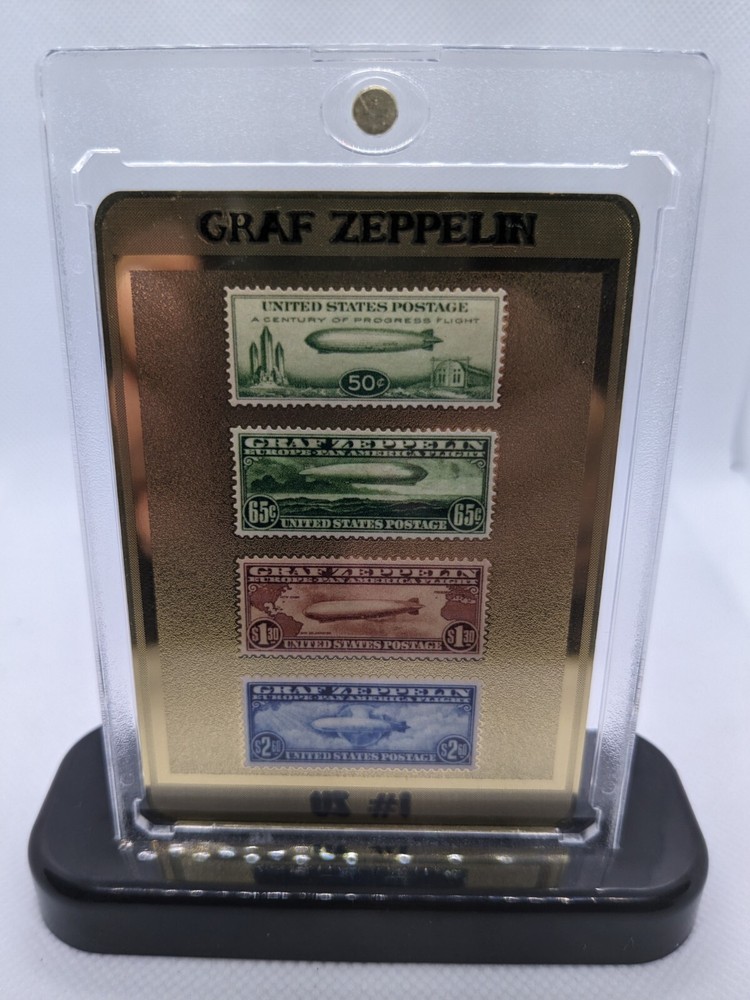 GRAF ZEPPELIN
UNITED STATES POSTAGE
A CENTURY OF PROGRESS FLIGHT
50¢
GRAF ZEPPELIN
EUROPE-PAN AMERICA FLIGHT
65¢ UNITED STATES POSTAGE 65¢
GRAF ZEPPELIN
EUROPE-PAN AMERICA FLIGHT
$1.30 UNITED STATES POSTAGE $1.30
GRAF ZEPPELIN
EUROPE-PAN AMERICA FLIGHT
$2.60 UNITED STATES POSTAGE $2.60
US #1